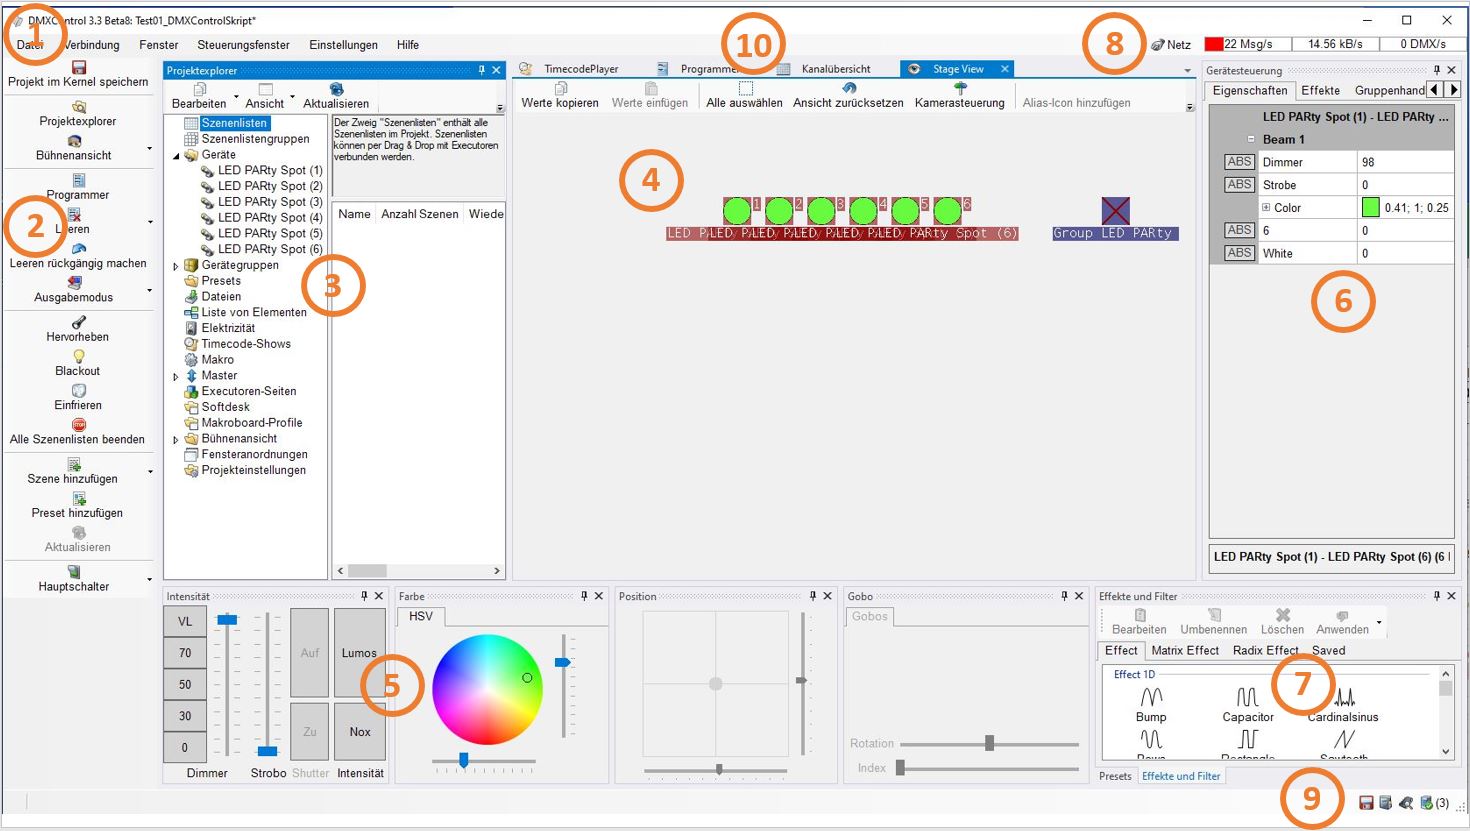 DMXControl 3.3 Beta8: Test01_DMXControlSkript*
1
10
8
Datei Verbindung Fenster Steuerungsfenster Einstellungen Hilfe
Netz 22 Msg/s 14.56 kB/s 0 DMX/s
Projekt im Kernel speichern
Projektexplorer
Bühnenansicht
Programmer
2
Leeren
Leeren rückgängig machen
Ausgabemodus
Hervorheben
Blackout
Einfrieren
Alle Szenenlisten beenden
Szene hinzufügen
Preset hinzufügen
Aktualisieren
Hauptschalter
Projektexplorer
Bearbeiten Ansicht Aktualisieren
Szenenlisten
Szenenlistengruppen
Geräte
LED PARty Spot (1)
LED PARty Spot (2)
LED PARty Spot (3)
LED PARty Spot (4)
LED PARty Spot (5)
LED PARty Spot (6)
Gerätegruppen
Presets
Dateien
Liste von Elementen
Elektrizität
Timecode-Shows
Makro
Master
Executoren-Seiten
Softdesk
Makroboard-Profile
Bühnenansicht
Fensteranordnungen
Projekteinstellungen
3
Der Zweig "Szenenlisten" enthält alle
Szenenlisten im Projekt. Szenenlisten
können per Drag & Drop mit Executoren
verbunden werden.
Name Anzahl Szenen Wiede
TimecodePlayer Programmer Kanalübersicht Stage View
Werte kopieren Werte einfügen Alle auswählen Ansicht zurücksetzen Kamerasteuerung Alias-Icon hinzufügen
4
1 2 3 4 5 6
LED P LED P LED P LED P LED PARty Spot (6)
Group LED PARty
Gerätesteuerung
Eigenschaften Effekte Gruppenhand
LED PARty Spot (1) - LED PARty ...
Beam 1
ABS Dimmer 98
ABS Strobe 0
Color 0.41; 1; 0.25
ABS 6 0
ABS White 0
6
LED PARty Spot (1) - LED PARty Spot (6) (6
Intensität
VL
70
50
30
0
Auf
Zu
Lumos
Nox
Dimmer Strobo Shutter Intensität
5
Farbe
HSV
Position
Gobo
Gobos
Rotation
Index
Effekte und Filter
Bearbeiten Umbenennen Löschen Anwenden
Effect Matrix Effect Radix Effect Saved
Effect 1D
7
Bump Capacitor Cardinalsinus
Rectangle Sawtooth
Presets Effekte und Filter
9
(3)